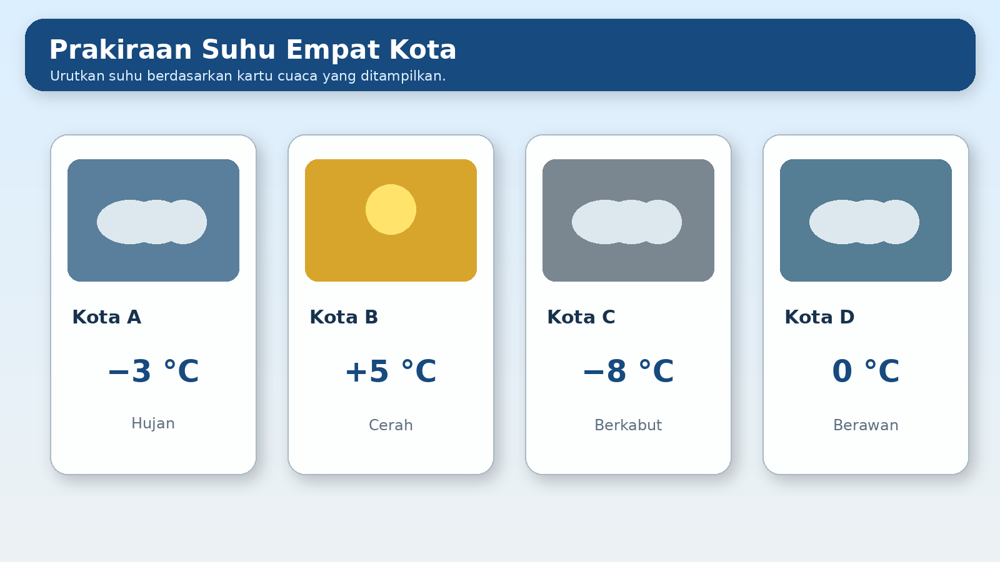 Prakiraan Suhu Empat Kota
Urutkan suhu berdasarkan kartu cuaca yang ditampilkan.
Kota A
−3 °C
Hujan
Kota B
+5 °C
Cerah
Kota C
−8 °C
Berkabut
Kota D
0 °C
Berawan